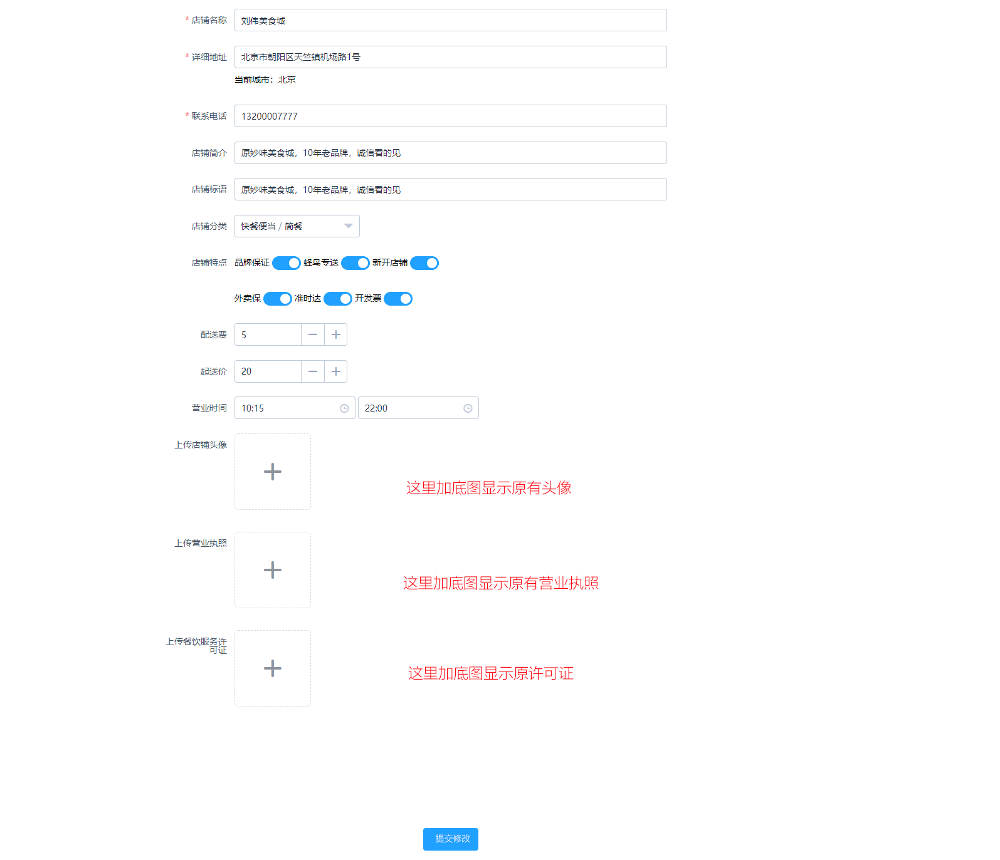 * 店铺名称 刘伟美食城
* 详细地址 北京市朝阳区天竺镇机场路1号
当前城市：北京
* 联系电话 13200007777
店铺简介 原妙味美食城，10年老品牌，诚信看的见
店铺标语 原妙味美食城，10年老品牌，诚信看的见
店铺分类 快餐便当 / 简餐
店铺特点 品牌保证 蜂鸟专送 新开店铺
外卖保 准时达 开发票
配送费 5
起送价 20
营业时间 10:15 22:00
上传店铺头像
这里加底图显示原有头像
上传营业执照
这里加底图显示原有营业执照
上传餐饮服务许
可证
这里加底图显示原许可证
提交修改